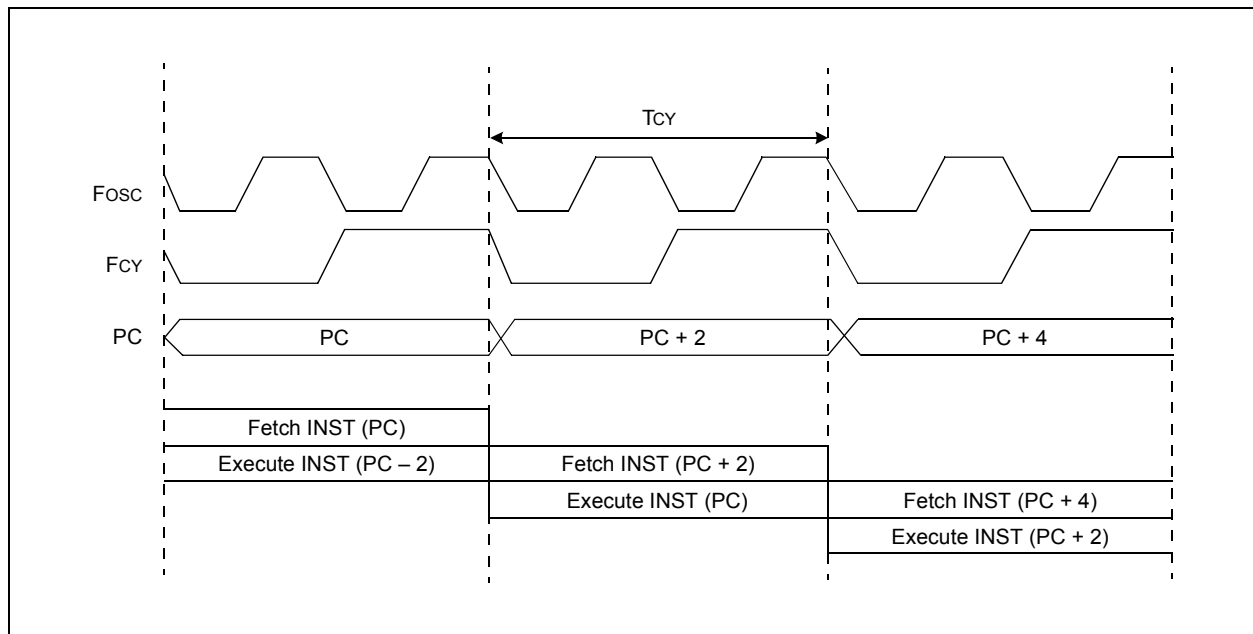 TCY
FOSC
FCY
PC
PC
PC + 2
PC + 4
Fetch INST (PC)
Execute INST (PC – 2)
Fetch INST (PC + 2)
Execute INST (PC)
Fetch INST (PC + 4)
Execute INST (PC + 2)